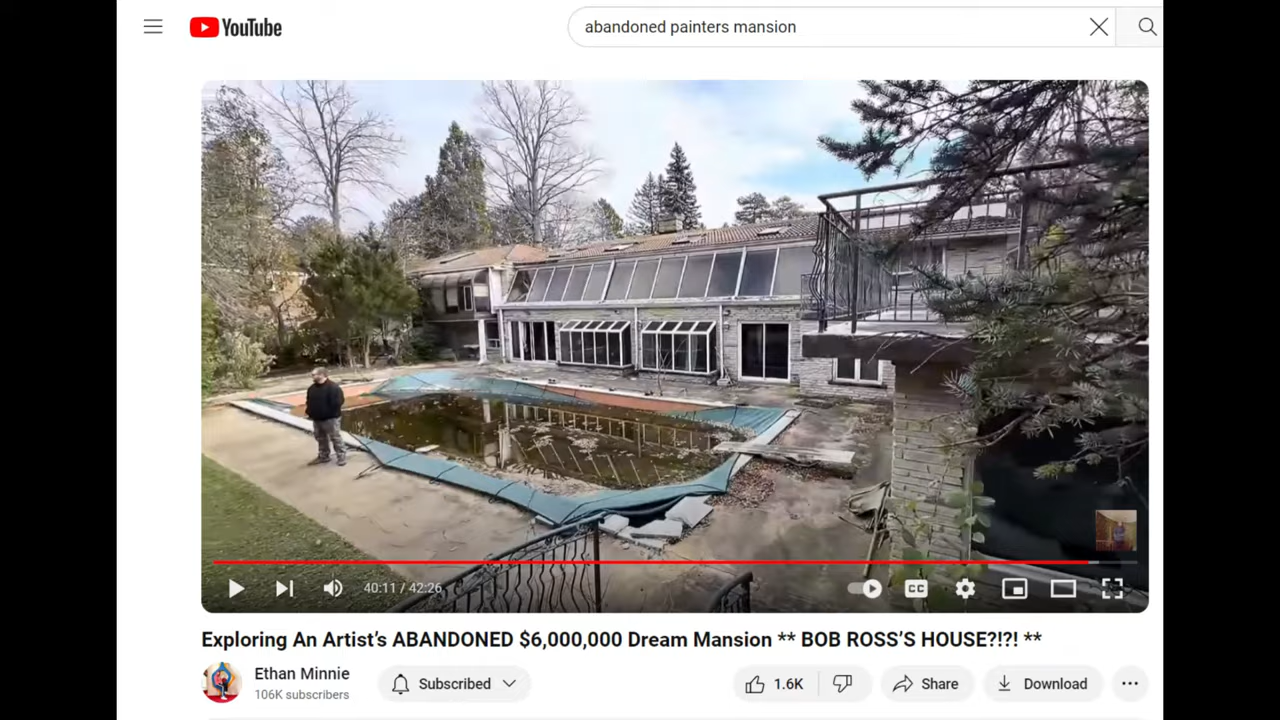 YouTube
abandoned painters mansion
40:11 / 42:26
CC
Exploring An Artist’s ABANDONED $6,000,000 Dream Mansion ** BOB ROSS’S HOUSE?!?! **
Ethan Minnie
106K subscribers
Subscribed
1.6K
Share
Download